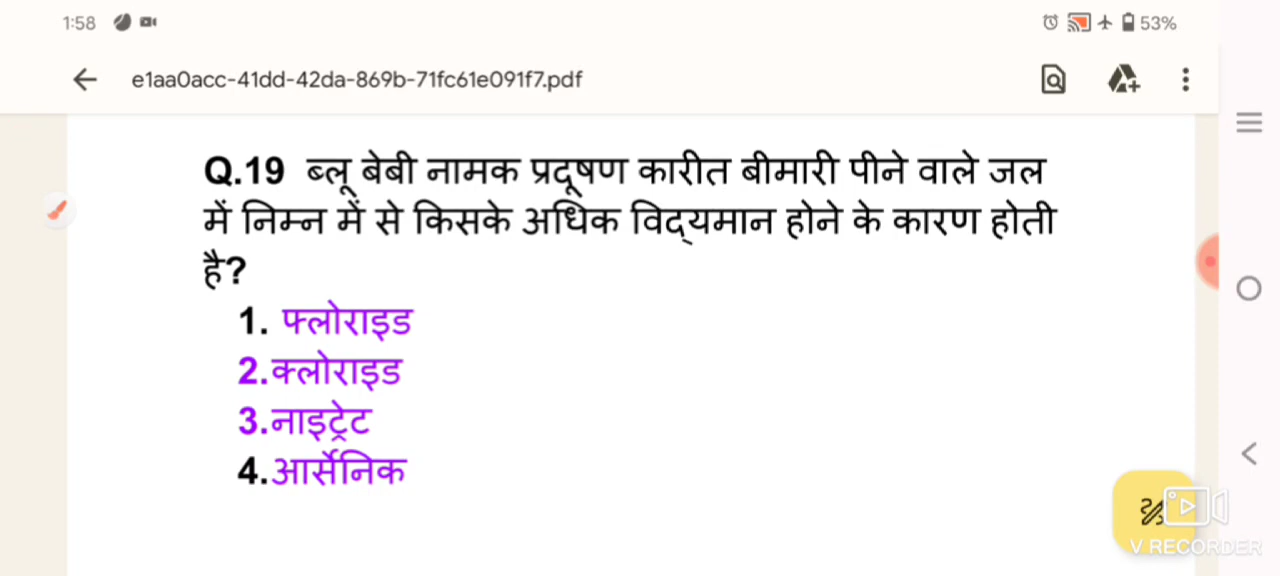 1:58
53%
e1aa0acc-41dd-42da-869b-71fc61e091f7.pdf
Q.19 ब्लू बेबी नामक प्रदूषण कारीत बीमारी पीने वाले जल
में निम्न में से किसके अधिक विद्यमान होने के कारण होती
है?
1. फ्लोराइड
2.क्लोराइड
3.नाइट्रेट
4.आर्सेनिक
V RECORDER